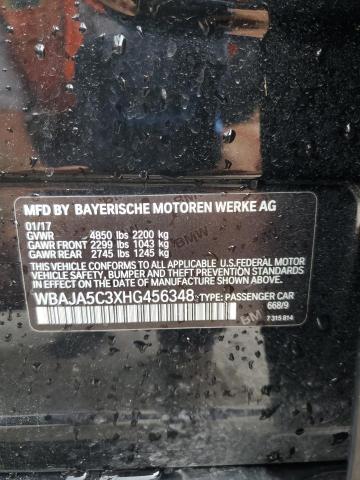 MFD BY BAYERISCHE MOTOREN WERKE AG
01/17
GVWR 4850 lbs 2200 kg
GAWR FRONT 2299 lbs 1043 kg
GAWR REAR 2745 lbs 1245 kg
THIS VEHICLE CONFORMS TO ALL APPLICABLE U.S.FEDERAL MOTOR
VEHICLE SAFETY, BUMPER, AND THEFT PREVENTION STANDARDS IN
EFFECT ON THE DATE OF MANUFACTURE SHOWN ABOVE.
WBAJA5C3XHG456348 TYPE: PASSENGER CAR
668/9
7 315 814